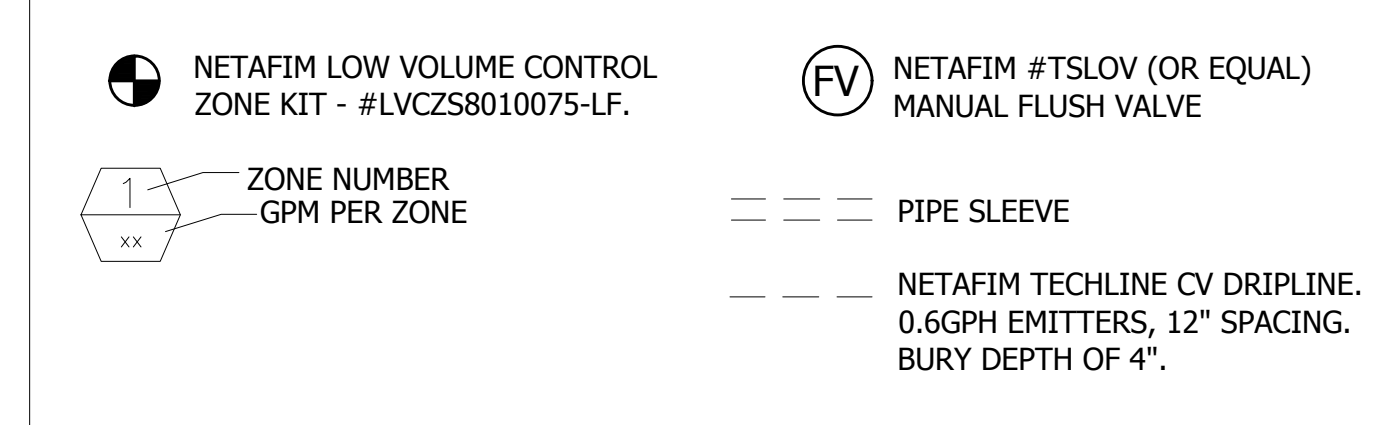 NETAFIM LOW VOLUME CONTROL
ZONE KIT - #LVCZS8010075-LF.
1
ZONE NUMBER
GPM PER ZONE
xx
FV
NETAFIM #TSLOV (OR EQUAL)
MANUAL FLUSH VALVE
PIPE SLEEVE
NETAFIM TECHLINE CV DRIPLINE.
0.6GPH EMITTERS, 12" SPACING.
BURY DEPTH OF 4".